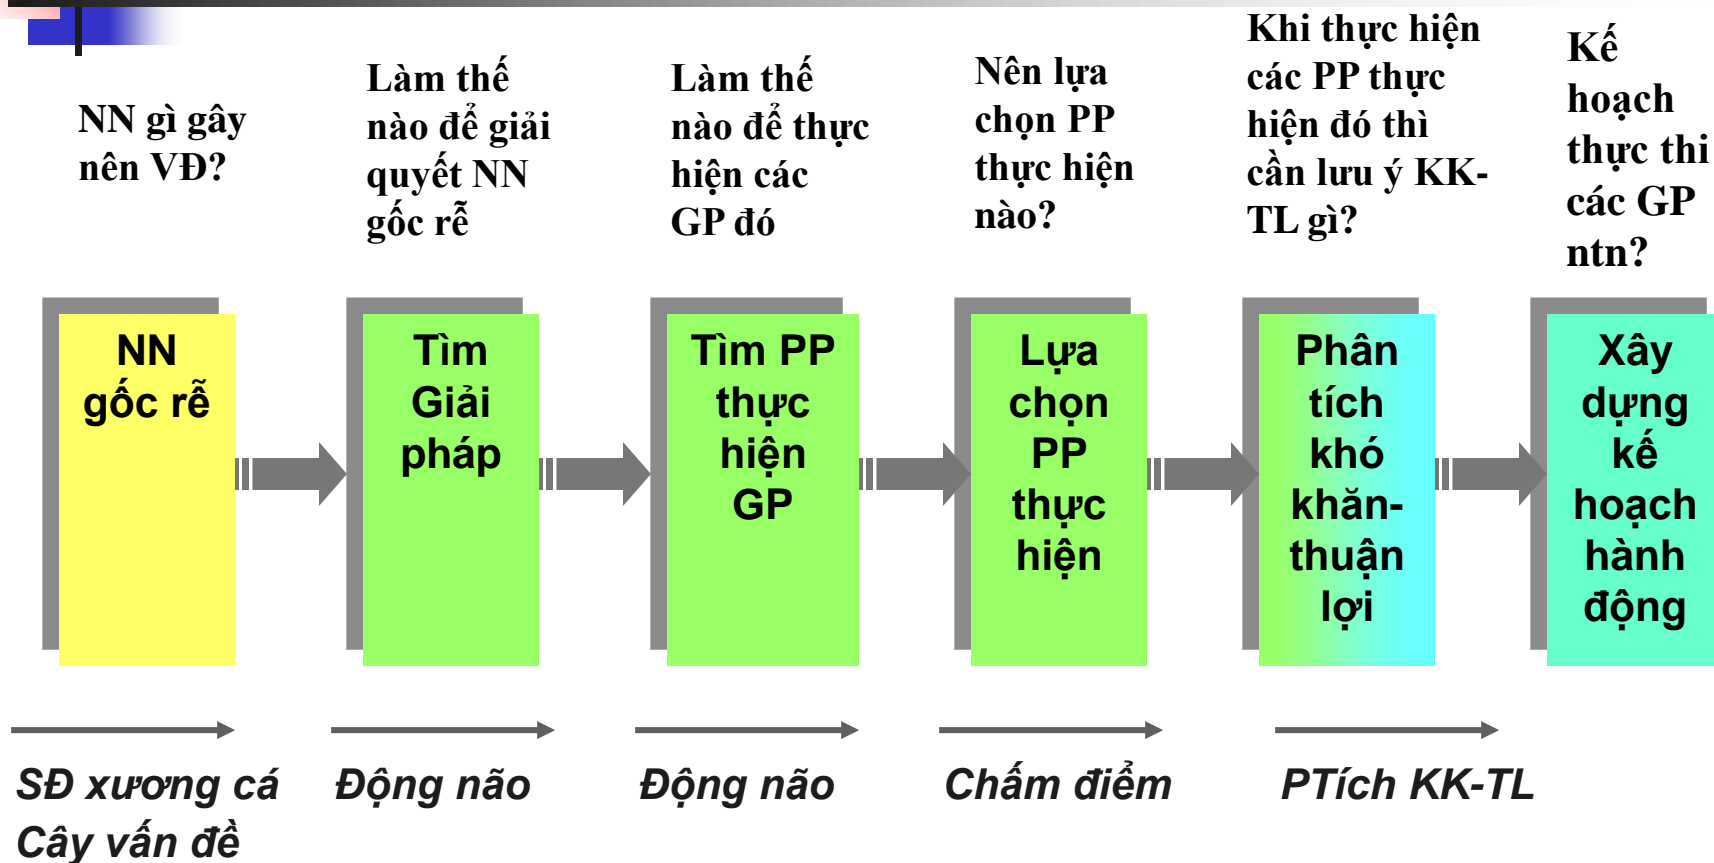 NN gì gây
nên VĐ?
Làm thế
nào để giải
quyết NN
gốc rễ
Làm thế
nào để thực
hiện các
GP đó
Nên lựa
chọn PP
thực hiện
nào?
Khi thực hiện
các PP thực
hiện đó thì
cần lưu ý KK-
TL gì?
Kế
hoạch
thực thi
các GP
ntn?
NN
gốc rễ
Tìm
Giải
pháp
Tìm PP
thực
hiện
GP
Lựa
chọn
PP
thực
hiện
Phân
tích
khó
khăn-
thuận
lợi
Xây
dựng
kế
hoạch
hành
động
SĐ xương cá
Cây vấn đề
Động não
Động não
Chấm điểm
PTích KK-TL